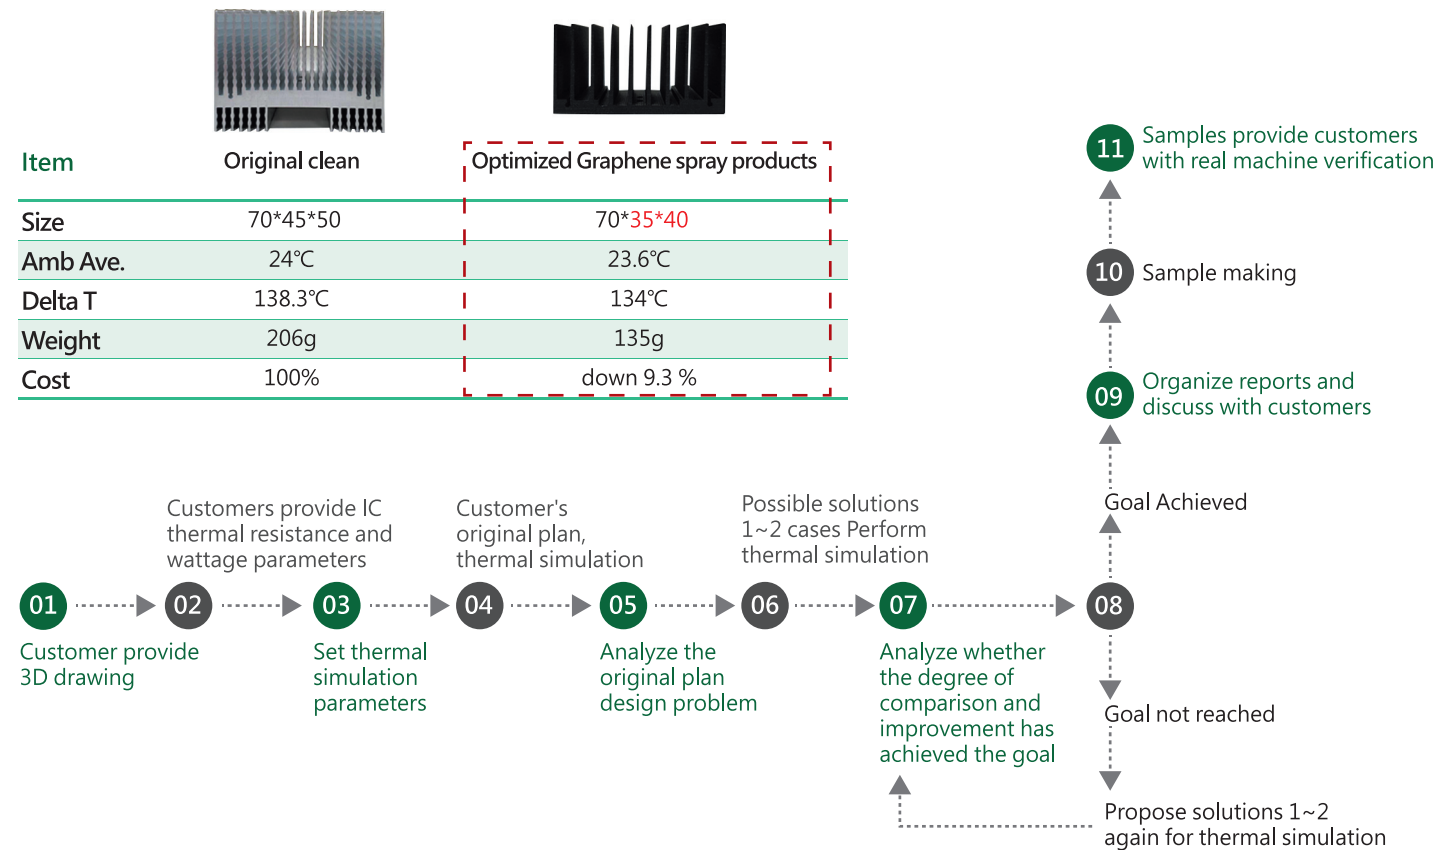 Item Original clean Optimized Graphene spray products
Size 70*45*50 70*35*40
Amb Ave. 24℃ 23.6℃
Delta T 138.3℃ 134℃
Weight 206g 135g
Cost 100% down 9.3 %
01
Customer provide
3D drawing
Customers provide IC
thermal resistance and
wattage parameters
02
03
Set thermal
simulation
parameters
Customer's
original plan,
thermal simulation
04
05
Analyze the
original plan
design problem
Possible solutions
1~2 cases Perform
thermal simulation
06
07
Analyze whether
the degree of
comparison and
improvement has
achieved the goal
08
Goal not reached
Propose solutions 1~2
again for thermal simulation
Goal Achieved
09
Organize reports and
discuss with customers
10
Sample making
11
Samples provide customers
with real machine verification